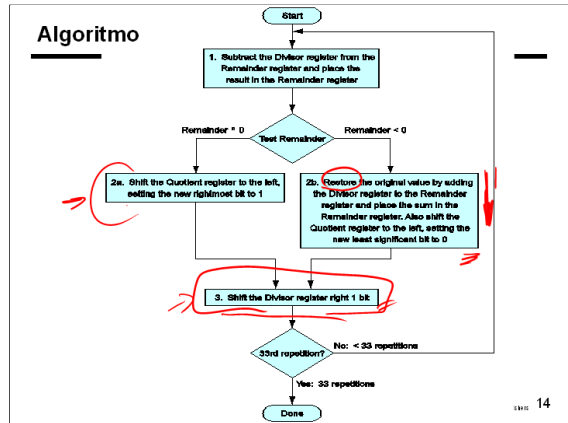 Algoritmo
Start
1. Subtract the Divisor register from the
Remainder register and place the
result in the Remainder register
Remainder = 0
Remainder < 0
Test Remainder
2a. Shift the Quotient register to the left,
setting the new rightmost bit to 1
2b. Restore the original value by adding
the Divisor register to the Remainder
register and place the sum in the
Remainder register. Also shift the
Quotient register to the left, setting the
new least significant bit to 0
3. Shift the Divisor register right 1 bit
33rd repetition?
No: < 33 repetitions
Yes: 33 repetitions
Done
14